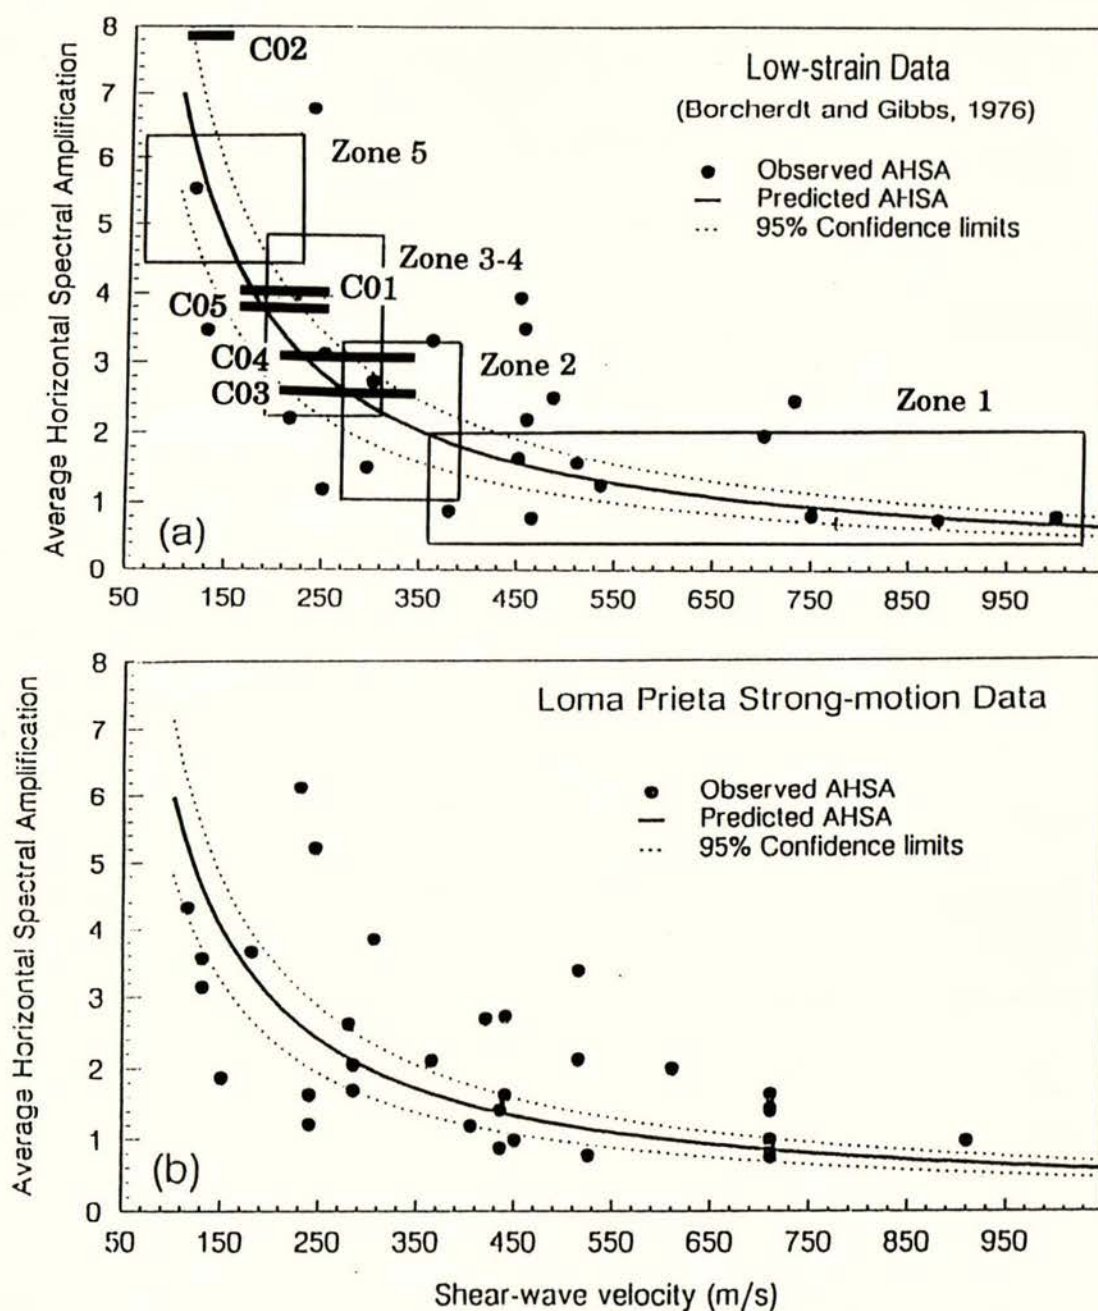 Average Horizontal Spectral Amplification
8
7
6
5
4
3
2
1
0
C02
Low-strain Data
(Borcherdt and Gibbs, 1976)
Zone 5
Observed AHSA
Predicted AHSA
95% Confidence limits
Zone 3-4
C01
C05
C04
Zone 2
C03
Zone 1
(a)
50 150 250 350 450 550 650 750 850 950
Average Horizontal Spectral Amplification
8
7
6
5
4
3
2
1
0
Loma Prieta Strong-motion Data
Observed AHSA
Predicted AHSA
95% Confidence limits
(b)
50 150 250 350 450 550 650 750 850 950
Shear-wave velocity (m/s)